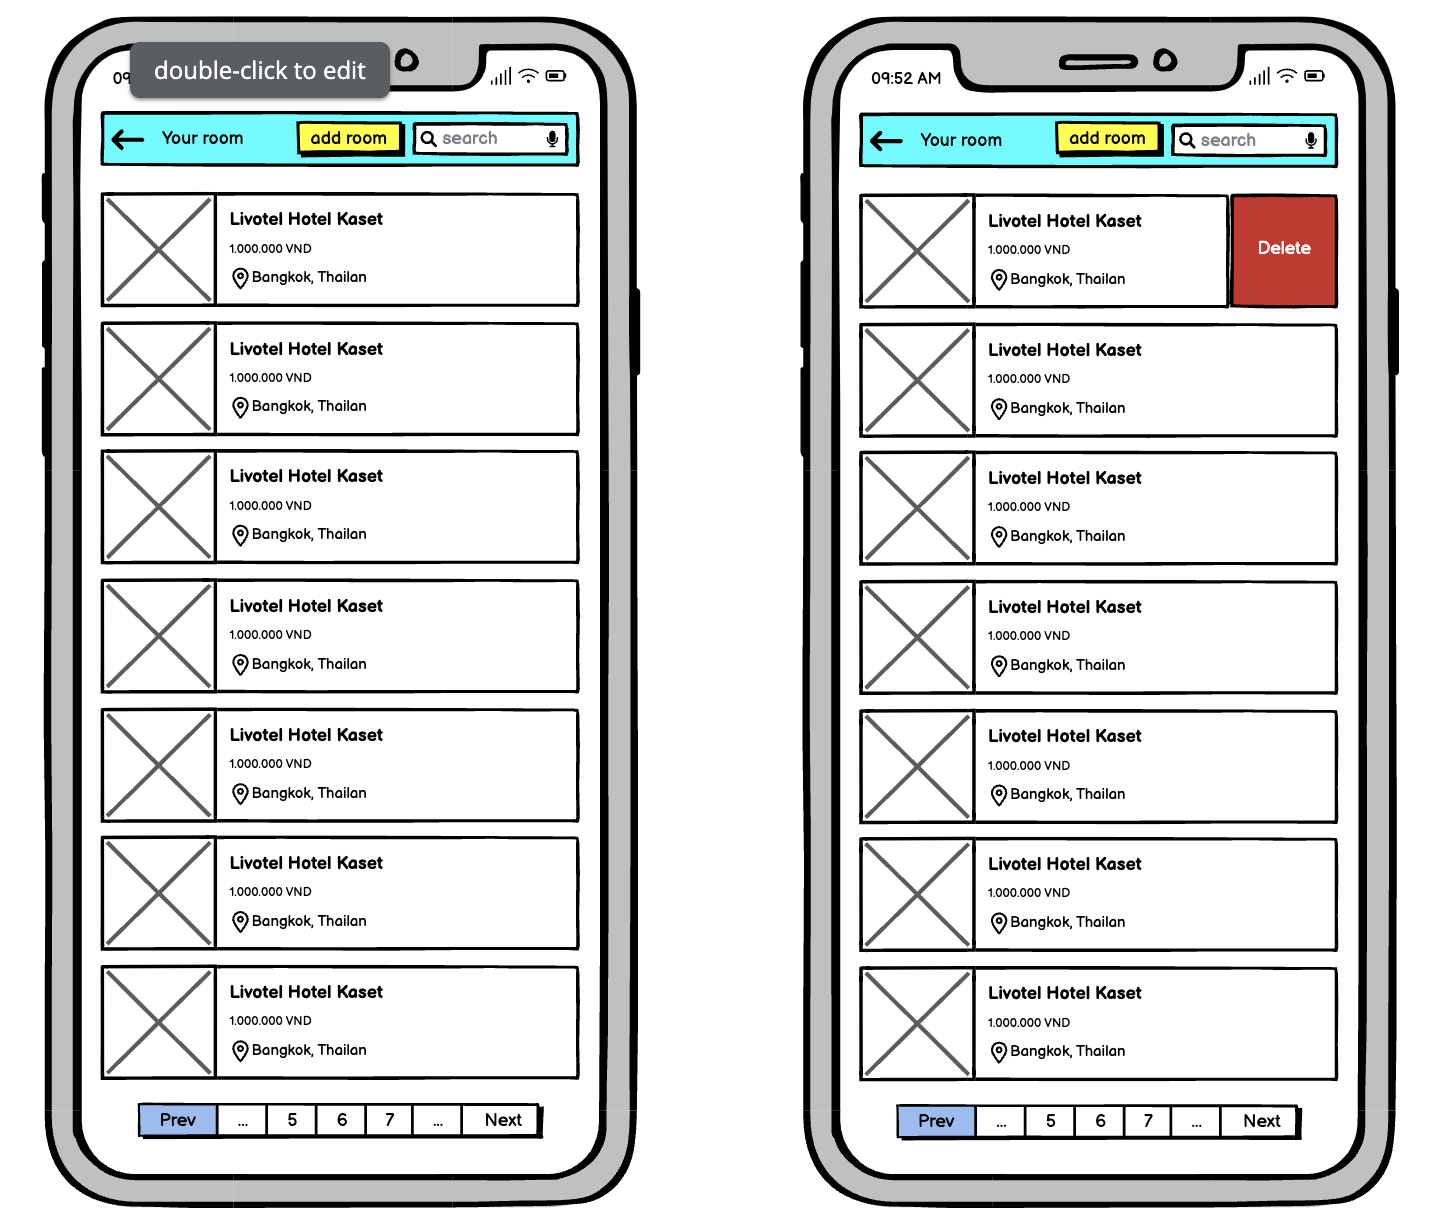 double-click to edit
09
Your room
add room
search
Livotel Hotel Kaset
1.000.000 VND
Bangkok, Thailan
Livotel Hotel Kaset
1.000.000 VND
Bangkok, Thailan
Livotel Hotel Kaset
1.000.000 VND
Bangkok, Thailan
Livotel Hotel Kaset
1.000.000 VND
Bangkok, Thailan
Livotel Hotel Kaset
1.000.000 VND
Bangkok, Thailan
Livotel Hotel Kaset
1.000.000 VND
Bangkok, Thailan
Livotel Hotel Kaset
1.000.000 VND
Bangkok, Thailan
Prev ... 5 6 7 ... Next
09:52 AM
Your room
add room
search
Livotel Hotel Kaset
1.000.000 VND
Bangkok, Thailan
Delete
Livotel Hotel Kaset
1.000.000 VND
Bangkok, Thailan
Livotel Hotel Kaset
1.000.000 VND
Bangkok, Thailan
Livotel Hotel Kaset
1.000.000 VND
Bangkok, Thailan
Livotel Hotel Kaset
1.000.000 VND
Bangkok, Thailan
Livotel Hotel Kaset
1.000.000 VND
Bangkok, Thailan
Livotel Hotel Kaset
1.000.000 VND
Bangkok, Thailan
Prev ... 5 6 7 ... Next